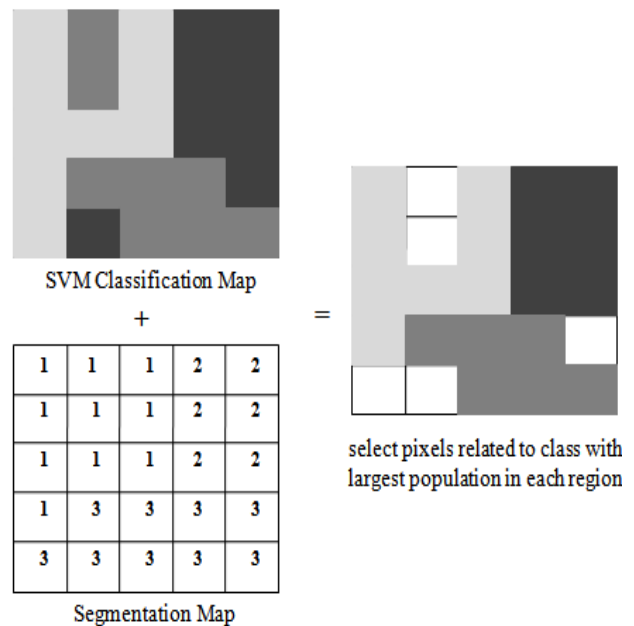 SVM Classification Map
+
=
1 1 1 2 2
1 1 1 2 2
1 1 1 2 2
1 3 3 3 3
3 3 3 3 3
Segmentation Map
select pixels related to class with
largest population in each region